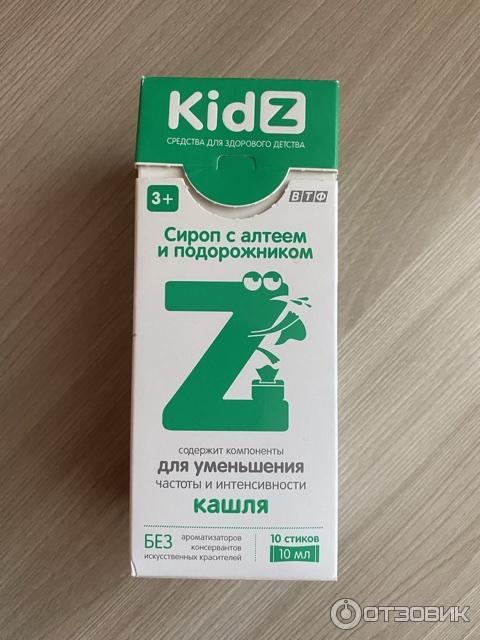 KidZ
СРЕДСТВА ДЛЯ ЗДОРОВОГО ДЕТСТВА
3+
ВТФ
Сироп с алтеем
и подорожником
Z
содержит компоненты
для уменьшения
частоты и интенсивности
кашля
БЕЗ
ароматизаторов
консервантов
искусственных красителей
10 стиков
10 мл
ОТЗОВИК